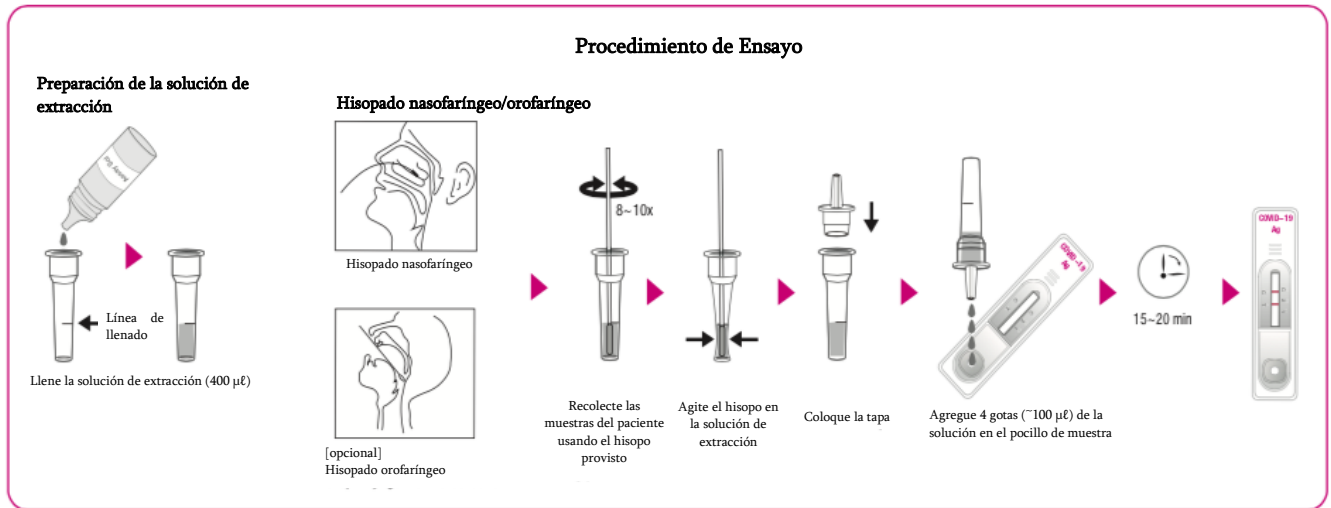 Procedimiento de Ensayo
Preparación de la solución de
extracción
Línea de
llenado
Llene la solución de extracción (400 µℓ)
Hisopado nasofaríngeo/orofaríngeo
Hisopado nasofaríngeo
[opcional]
Hisopado orofaríngeo
8~10x
Recolecte las
muestras del paciente
usando el hisopo
provisto
Agite el hisopo en
la solución de
extracción
Coloque la tapa
COVID-19
Ag
Agregue 4 gotas (~100 µℓ) de la
solución en el pocillo de muestra
15~20 min
COVID-19
Ag